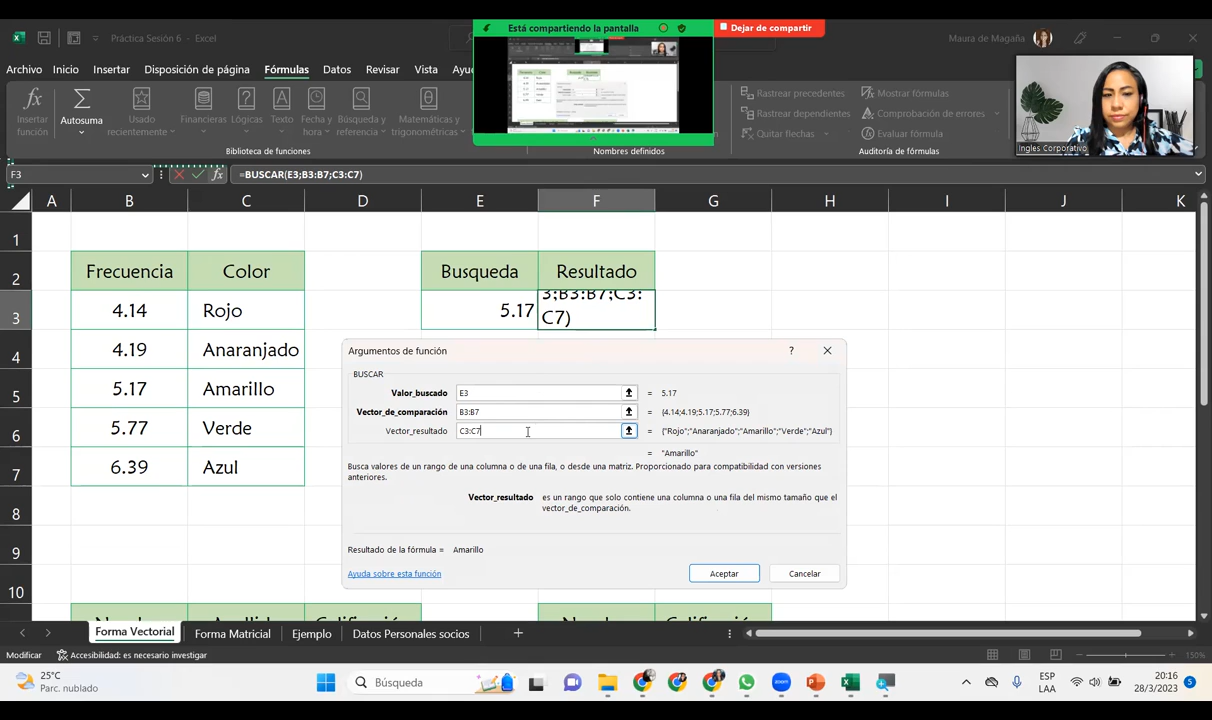 Está compartiendo la pantalla
Dejar de compartir
Práctica Sesión 6 - Excel
Maura de Magaña
Archivo
Inicio
Insertar
Disposición de página
Fórmulas
Datos
Revisar
Vista
Ayu
Insertar
función
Autosuma
Usado
recientemente
Financieras
Lógicas
Texto
Fecha y
hora
Búsqueda y
referencia
Matemáticas y
trigonométricas
Rastrear precedentes
Rastrear dependientes
Quitar flechas
Mostrar fórmulas
Comprobación de errores
Evaluar fórmula
Biblioteca de funciones
Nombres definidos
Auditoría de fórmulas
Ingles Corporativo
F3
fx
=BUSCAR(E3;B3:B7;C3:C7)
A B C D E F G H I J K
1
2 Frecuencia Color Busqueda Resultado
3 4.14 Rojo 5.17 3;B3:B7;C3:
C7)
4 4.19 Anaranjado
5 5.17 Amarillo
6 5.77 Verde
7 6.39 Azul
8
9
10
Argumentos de función
?
BUSCAR
Valor_buscado E3 = 5.17
Vector_de_comparación B3:B7 = {4.14;4.19;5.17;5.77;6.39}
Vector_resultado C3:C7 = {"Rojo";"Anaranjado";"Amarillo";"Verde";"Azul"}
= "Amarillo"
Busca valores de un rango de una columna o de una fila, o desde una matriz. Proporcionado para compatibilidad con versiones
anteriores.
Vector_resultado es un rango que solo contiene una columna o una fila del mismo tamaño que el
vector_de_comparación.
Resultado de la fórmula = Amarillo
Ayuda sobre esta función
Aceptar
Cancelar
Forma Vectorial
Forma Matricial
Ejemplo
Datos Personales socios
Modificar
Accesibilidad: es necesario investigar
150%
25°C
Parc. nublado
Búsqueda
zoom
ESP
LAA
20:16
28/3/2023